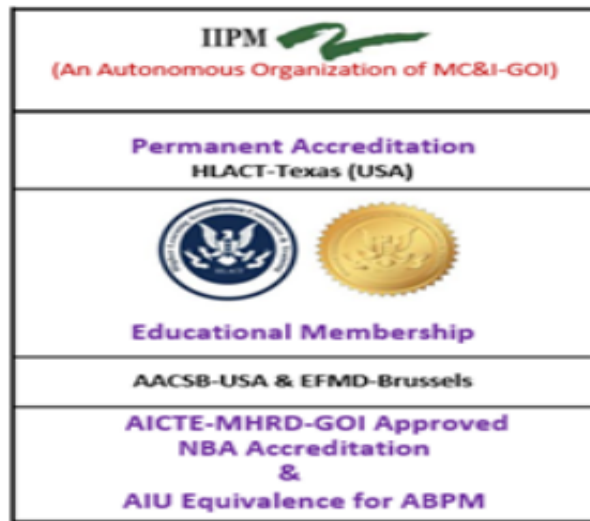 IIPM
(An Autonomous Organization of MC&I-GOI)
Permanent Accreditation
HLACT-Texas (USA)
HLACT
Educational Membership
AACSB-USA & EFMD-Brussels
AICTE-MHRD-GOI Approved
NBA Accreditation
&
AIU Equivalence for ABPM